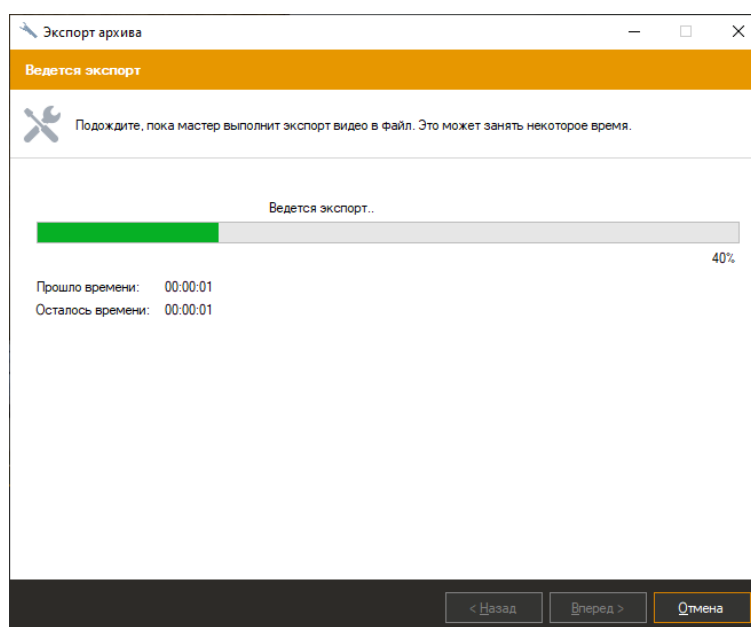 Экспорт архива
Ведется экспорт
Подождите, пока мастер выполнит экспорт видео в файл. Это может занять некоторое время.
Ведется экспорт..
40%
Прошло времени: 00:00:01
Осталось времени: 00:00:01
< Назад Вперед > Отмена